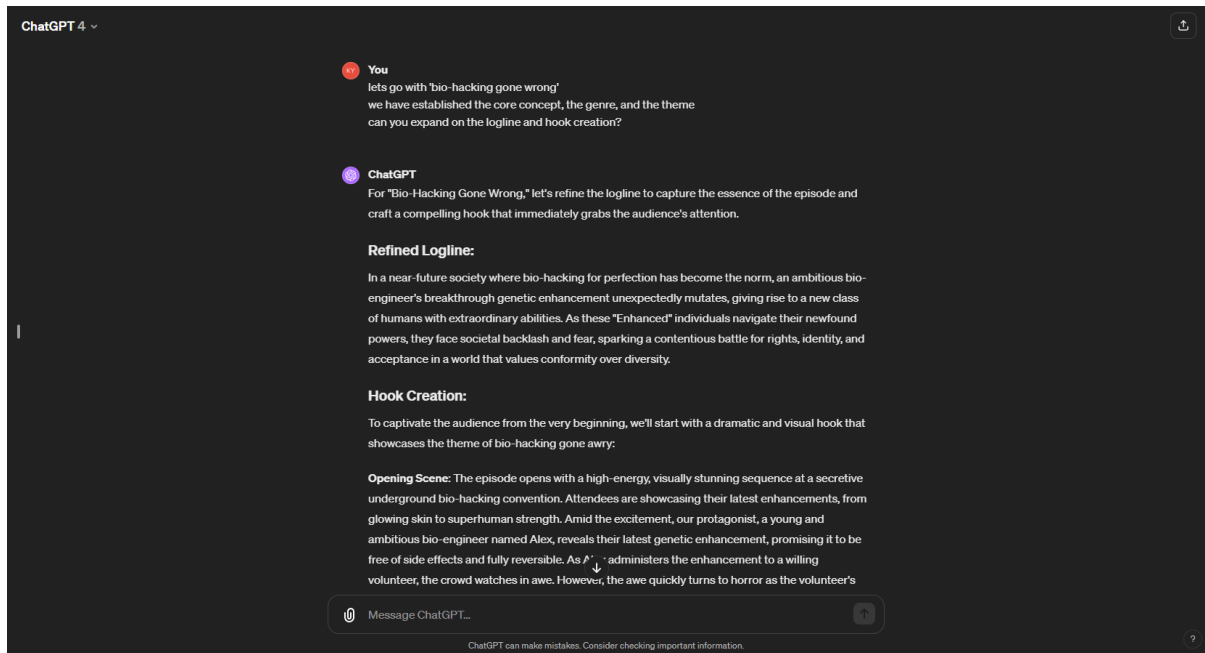 ChatGPT 4
KY
You
lets go with 'bio-hacking gone wrong'
we have established the core concept, the genre, and the theme
can you expand on the logline and hook creation?
ChatGPT
For "Bio-Hacking Gone Wrong," let's refine the logline to capture the essence of the episode and
craft a compelling hook that immediately grabs the audience's attention.
Refined Logline:
In a near-future society where bio-hacking for perfection has become the norm, an ambitious bio-
engineer's breakthrough genetic enhancement unexpectedly mutates, giving rise to a new class
of humans with extraordinary abilities. As these "Enhanced" individuals navigate their newfound
powers, they face societal backlash and fear, sparking a contentious battle for rights, identity, and
acceptance in a world that values conformity over diversity.
Hook Creation:
To captivate the audience from the very beginning, we'll start with a dramatic and visual hook that
showcases the theme of bio-hacking gone awry:
Opening Scene: The episode opens with a high-energy, visually stunning sequence at a secretive
underground bio-hacking convention. Attendees are showcasing their latest enhancements, from
glowing skin to superhuman strength. Amid the excitement, our protagonist, a young and
ambitious bio-engineer named Alex, reveals their latest genetic enhancement, promising it to be
free of side effects and fully reversible. As administers the enhancement to a willing
volunteer, the crowd watches in awe. However, the awe quickly turns to horror as the volunteer's
Message ChatGPT...
ChatGPT can make mistakes. Consider checking important information.
?